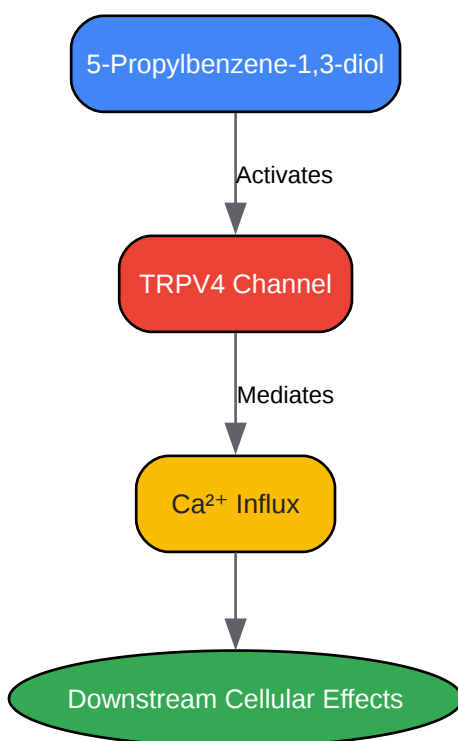 5-Propylbenzene-1,3-diol
Activates
TRPV4 Channel
Mediates
Ca²⁺ Influx
Downstream Cellular Effects